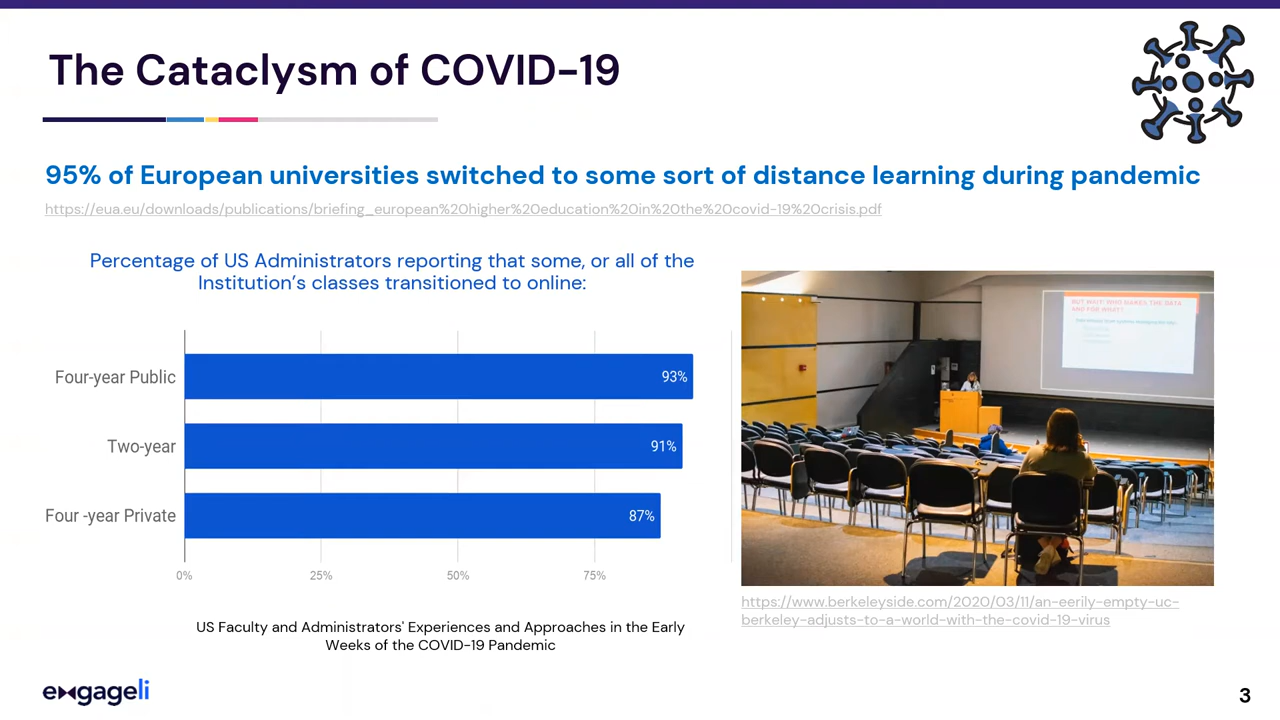 The Cataclysm of COVID-19
95% of European universities switched to some sort of distance learning during pandemic
https://eua.eu/downloads/publications/briefing_european%20higher%20education%20in%20the%20covid-19%20crisis.pdf
Percentage of US Administrators reporting that some, or all of the
Institution’s classes transitioned to online:
Four-year Public
93%
Two-year
91%
Four -year Private
87%
0%
25%
50%
75%
US Faculty and Administrators' Experiences and Approaches in the Early
Weeks of the COVID-19 Pandemic
BUT WAIT! WHO MAKES THE DATA
AND FOR WHAT?
https://www.berkeleyside.com/2020/03/11/an-eerily-empty-uc-
berkeley-adjusts-to-a-world-with-the-covid-19-virus
engageli
3